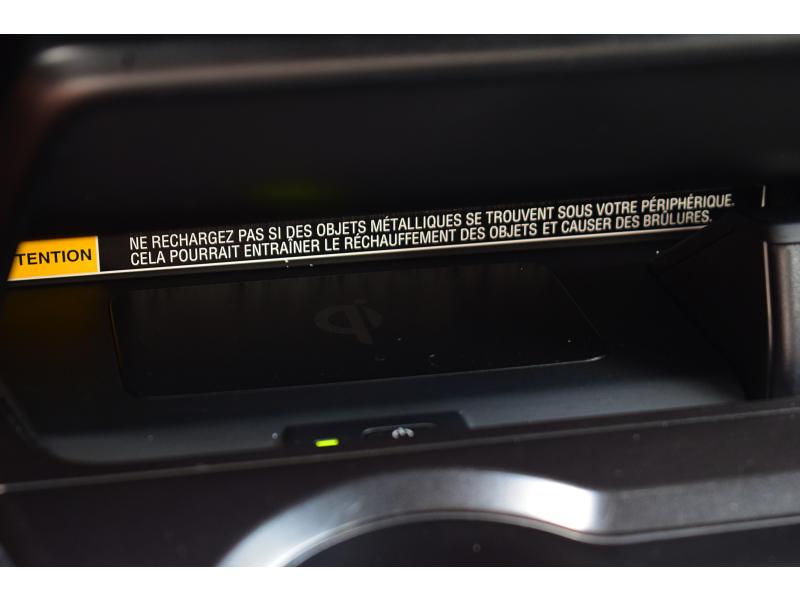 TENTION
NE RECHARGEZ PAS SI DES OBJETS MÉTALLIQUES SE TROUVENT SOUS VOTRE PÉRIPHÉRIQUE.
CELA POURRAIT ENTRAÎNER LE RÉCHAUFFEMENT DES OBJETS ET CAUSER DES BRÛLURES.